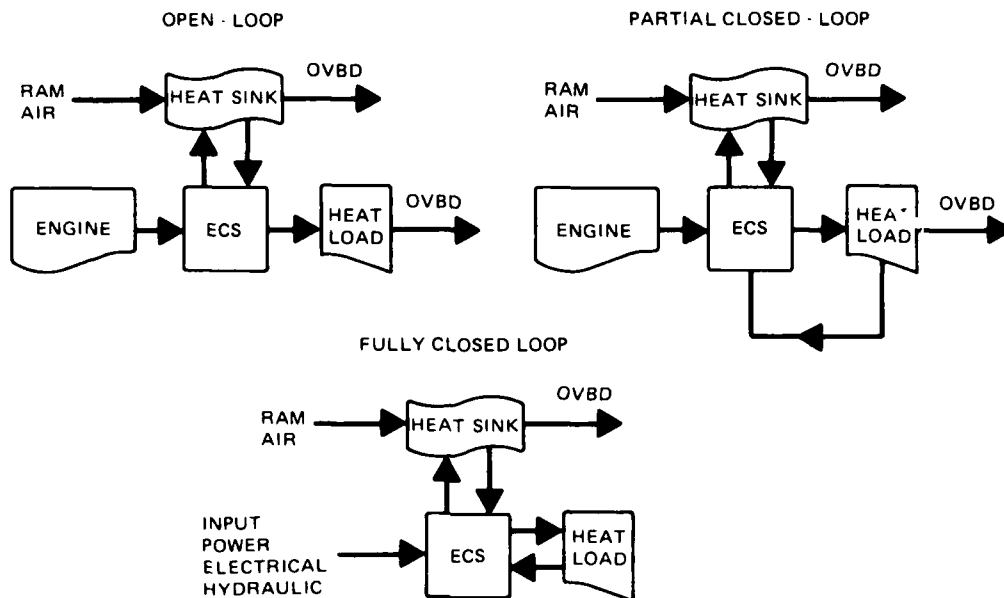 OPEN - LOOP
RAM
AIR
HEAT SINK
OVBD
ENGINE
ECS
HEAT
LOAD
OVBD
PARTIAL CLOSED - LOOP
RAM
AIR
HEAT SINK
OVBD
ENGINE
ECS
LOAD
OVBD
FULLY CLOSED LOOP
RAM
AIR
HEAT SINK
OVBD
INPUT
POWER
ELECTRICAL
HYDRAULIC
ECS
HEAT
LOAD